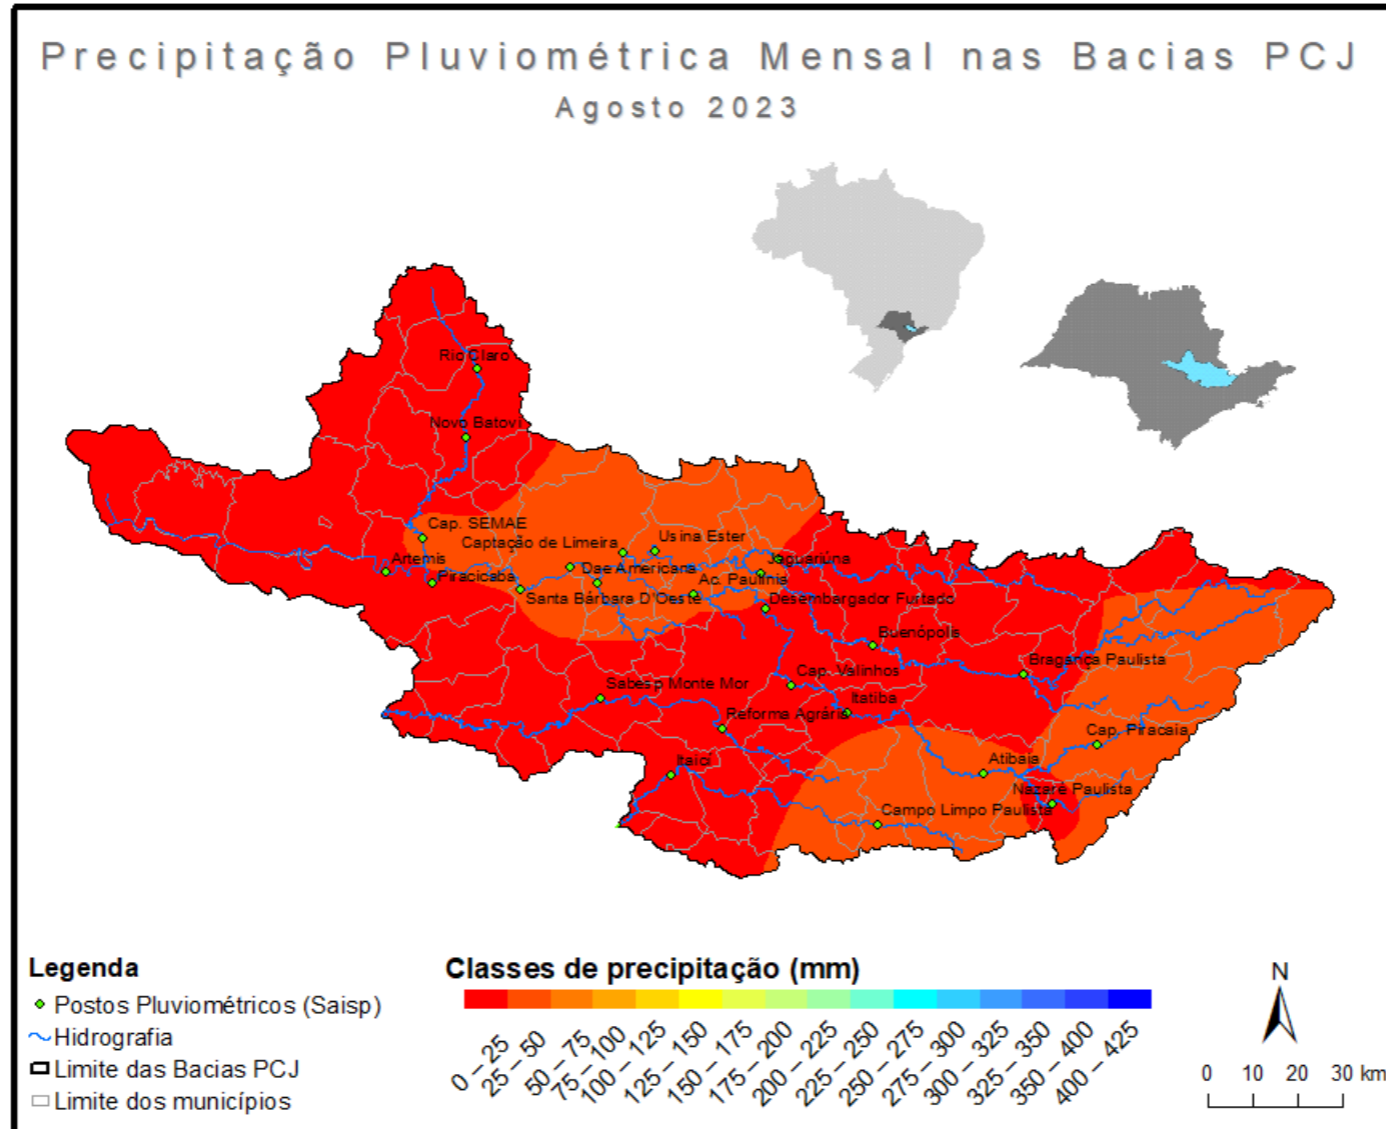 Precipitação Pluviométrica Mensal nas Bacias PCJ
Agosto 2023
Rio Claro
Novo Batovi
Cap. SEMAE
Usina Ester
Captação de Limeira
Artemis
Jaguariúna
Dae Americana
Piracicaba
Ac. Paulínia
Santa Bárbara D'Oeste
Desembargador Furtado
Buenópolis
Bragança Paulista
Cap. Valinhos
Sabesp Monte Mor
Itatiba
Reforma Agrária
Cap. Piracaia
Itaici
Atibaia
Nazaré Paulista
Campo Limpo Paulista
Legenda
Postos Pluviométricos (Saisp)
Hidrografia
Limite das Bacias PCJ
Limite dos municípios
Classes de precipitação (mm)
0 – 25
25 – 50
50 – 75
75 – 100
100 – 125
125 – 150
150 – 175
175 – 200
200 – 225
225 – 250
250 – 275
275 – 300
300 – 325
325 – 350
350 – 400
400 – 425
N
0 10 20 30 km